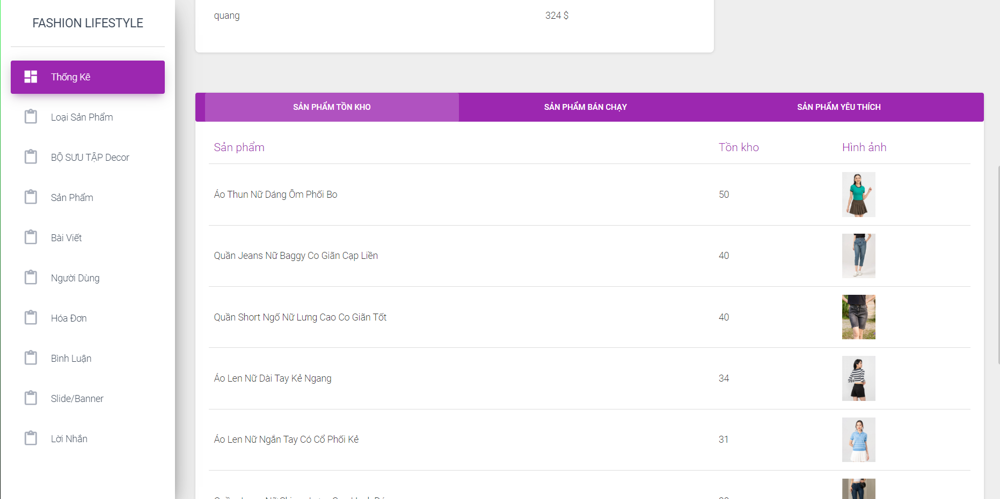 FASHION LIFESTYLE
Thống Kê
Loại Sản Phẩm
BỘ SƯU TẬP Decor
Sản Phẩm
Bài Viết
Người Dùng
Hóa Đơn
Bình Luận
Slide/Banner
Lời Nhắn
quang 324 $
SẢN PHẨM TỒN KHO SẢN PHẨM BÁN CHẠY SẢN PHẨM YÊU THÍCH
Sản phẩm Tồn kho Hình ảnh
Áo Thun Nữ Dáng Ôm Phối Bo 50
Quần Jeans Nữ Baggy Co Giãn Cạp Liền 40
Quần Short Ngố Nữ Lưng Cao Co Giãn Tốt 40
Áo Len Nữ Dài Tay Kẻ Ngang 34
Áo Len Nữ Ngắn Tay Có Cổ Phối Kẻ 31